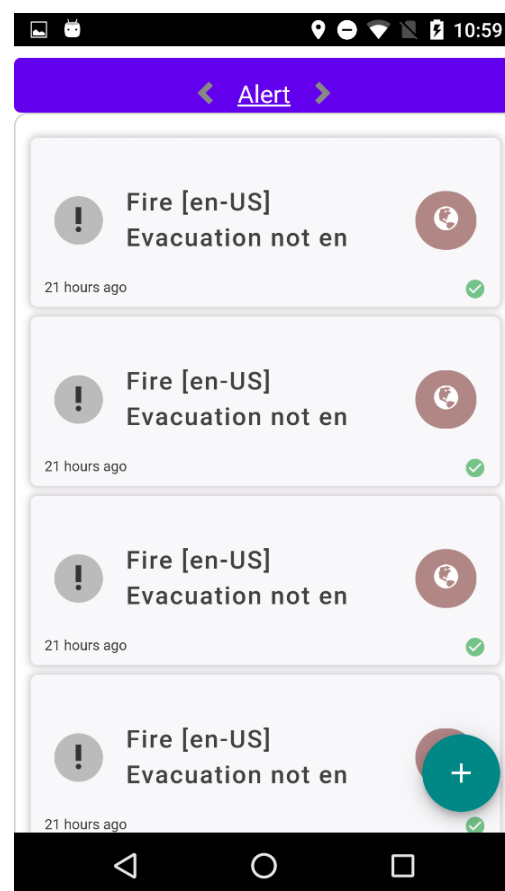 10:59
Alert
Fire [en-US]
Evacuation not en
21 hours ago
Fire [en-US]
Evacuation not en
21 hours ago
Fire [en-US]
Evacuation not en
21 hours ago
Fire [en-US]
Evacuation not en
21 hours ago